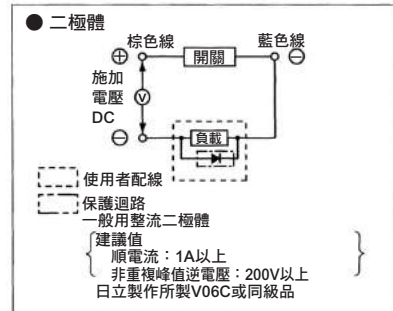 ● 二極體
棕色線
藍色線
⊕
開關
⊖
施加
電壓
DC
V
⊖
負載
使用者配線
保護迴路
一般用整流二極體
建議值
順電流：1A以上
非重複峰值逆電壓：200V以上
日立製作所製V06C或同級品